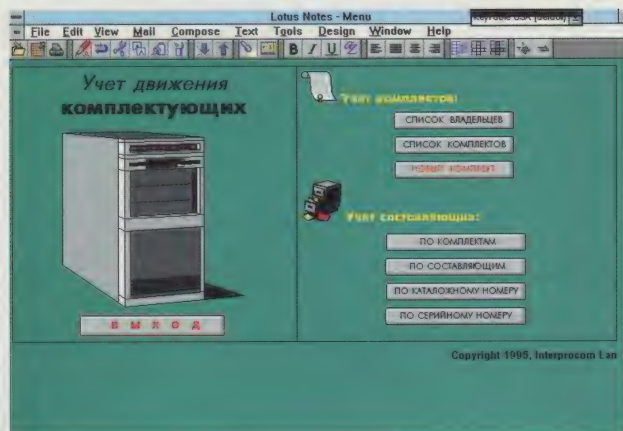 Lotus Notes - Menu
KeyTable USA (default)
File Edit View Mail Compose Text Tools Design Window Help
B I U
Учет движения
комплектующих
В Ы Х О Д
Учет комплектов:
СПИСОК ВЛАДЕЛЬЦЕВ
СПИСОК КОМПЛЕКТОВ
НОВЫЙ КОМПЛЕКТ
Учет составляющих:
ПО КОМПЛЕКТАМ
ПО СОСТАВЛЯЮЩИМ
ПО КАТАЛОЖНОМУ НОМЕРУ
ПО СЕРИЙНОМУ НОМЕРУ
Copyright 1995, Interprocom Lan